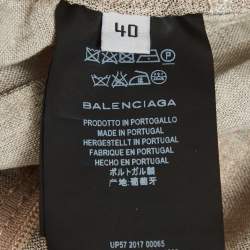 40
BALENCIAGA
PRODOTTO IN PORTOGALLO
MADE IN PORTUGAL
HERGESTELLT IN PORTUGAL
FABRIQUE EN PORTUGAL
HECHO EN PORTUGAL
ポルトガル製
产地:葡萄牙
UP57 2017 00065